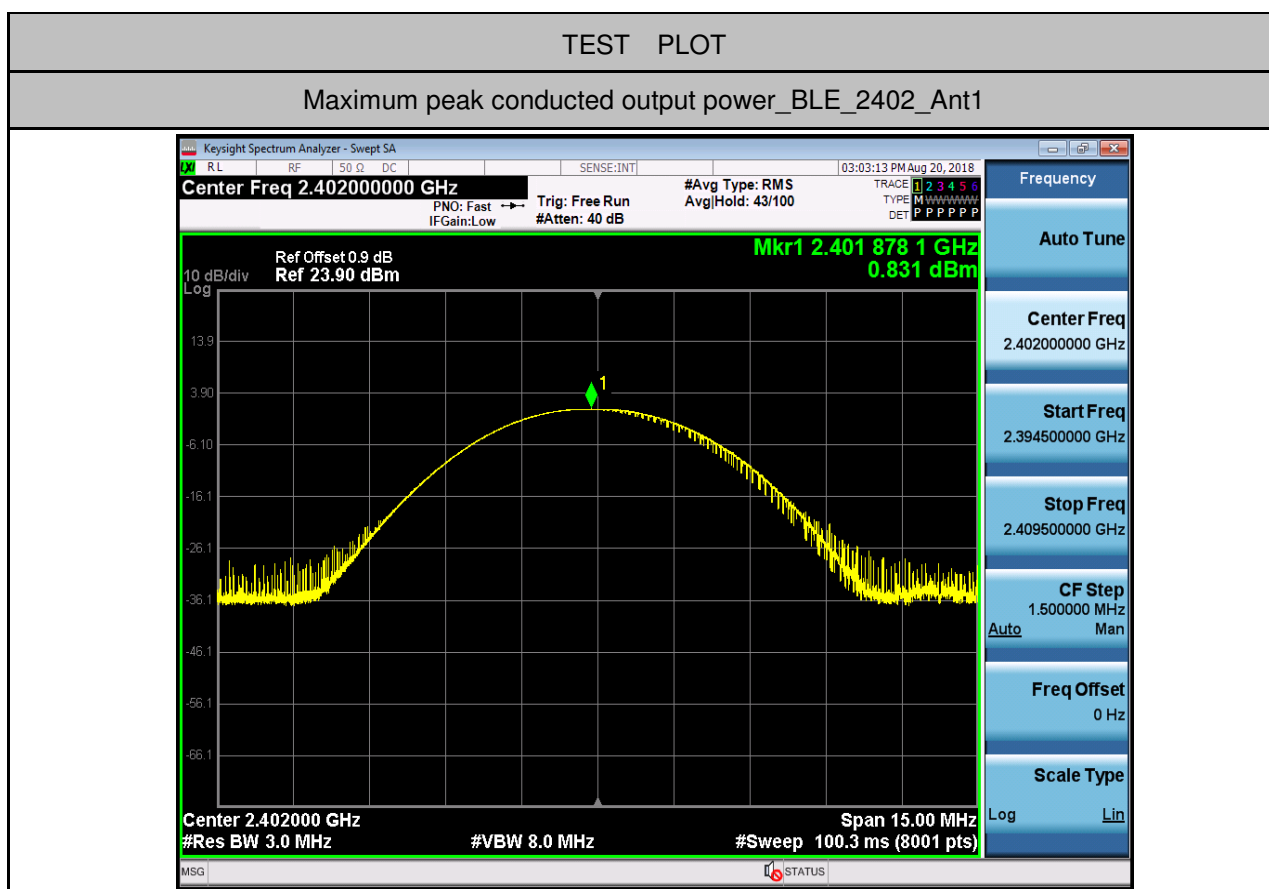 TEST PLOT
Maximum peak conducted output power_BLE_2402_Ant1
Keysight Spectrum Analyzer - Swept SA
LXI RL RF 50 Ω DC SENSE:INT 03:03:13 PM Aug 20, 2018
Center Freq 2.402000000 GHz
PNO: Fast
IFGain:Low
Trig: Free Run
#Atten: 40 dB
#Avg Type: RMS
Avg|Hold: 43/100
TRACE 1 2 3 4 5 6
TYPE M WWWWW
DET P P P P P P
Mkr1 2.401 878 1 GHz
0.831 dBm
Ref Offset 0.9 dB
10 dB/div Ref 23.90 dBm
Log
13.9
3.90
-6.10
-16.1
-26.1
-36.1
-46.1
-56.1
-66.1
1
Center 2.402000 GHz Span 15.00 MHz
#Res BW 3.0 MHz #VBW 8.0 MHz #Sweep 100.3 ms (8001 pts)
MSG STATUS
Frequency
Auto Tune
Center Freq
2.402000000 GHz
Start Freq
2.394500000 GHz
Stop Freq
2.409500000 GHz
CF Step
1.500000 MHz
Auto Man
Freq Offset
0 Hz
Scale Type
Log Lin